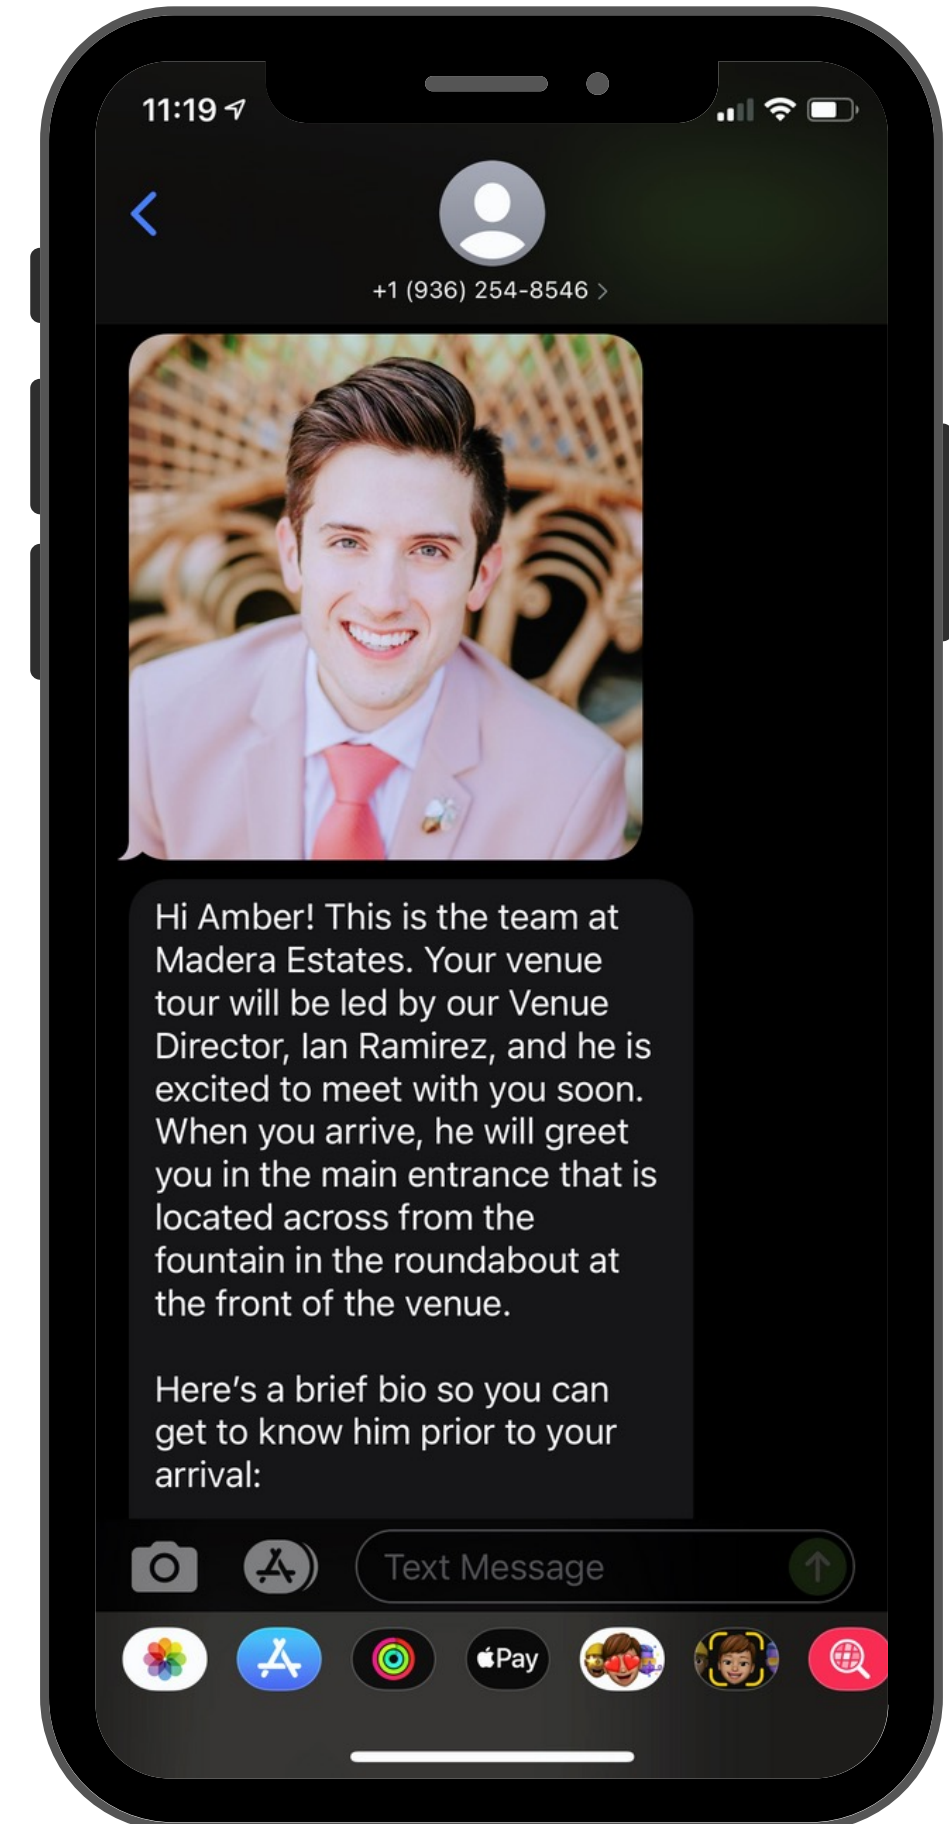 11:19
+1 (936) 254-8546
Hi Amber! This is the team at
Madera Estates. Your venue
tour will be led by our Venue
Director, Ian Ramirez, and he is
excited to meet with you soon.
When you arrive, he will greet
you in the main entrance that is
located across from the
fountain in the roundabout at
the front of the venue.
Here’s a brief bio so you can
get to know him prior to your
arrival:
Text Message
Pay